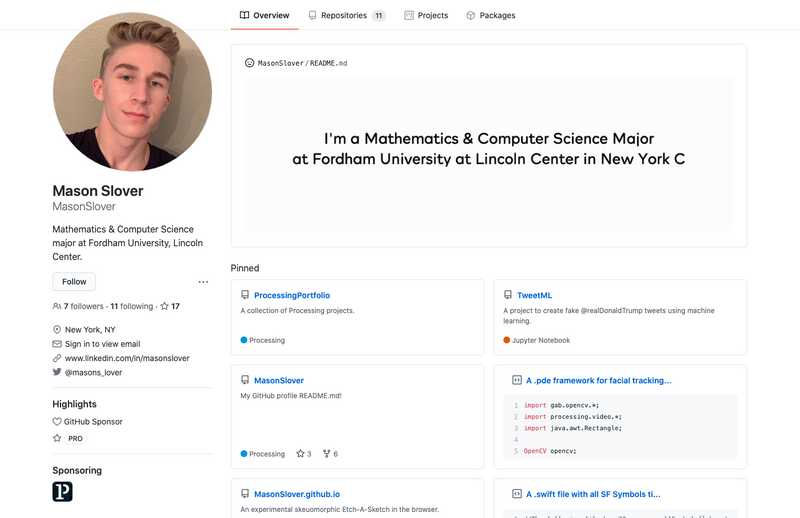 Overview
Repositories 11
Projects
Packages
MasonSlover/README.md
I'm a Mathematics & Computer Science Major
at Fordham University at Lincoln Center in New York C
Mason Slover
MasonSlover
Mathematics & Computer Science
major at Fordham University, Lincoln
Center.
Follow
7 followers · 11 following · 17
New York, NY
Sign in to view email
www.linkedin.com/in/masonslover
@masons_lover
Highlights
GitHub Sponsor
PRO
Sponsoring
Pinned
ProcessingPortfolio
A collection of Processing projects.
Processing
TweetML
A project to create fake @realDonaldTrump tweets using machine
learning.
Jupyter Notebook
MasonSlover
My GitHub profile README.md!
Processing 3 6
A .pde framework for facial tracking...
1 import gab.opencv.*;
2 import processing.video.*;
3 import java.awt.Rectangle;
4
5 OpenCV opencv;
MasonSlover.github.io
An experimental skeuomorphic Etch-A-Sketch in the browser.
A .swift file with all SF Symbols ti...